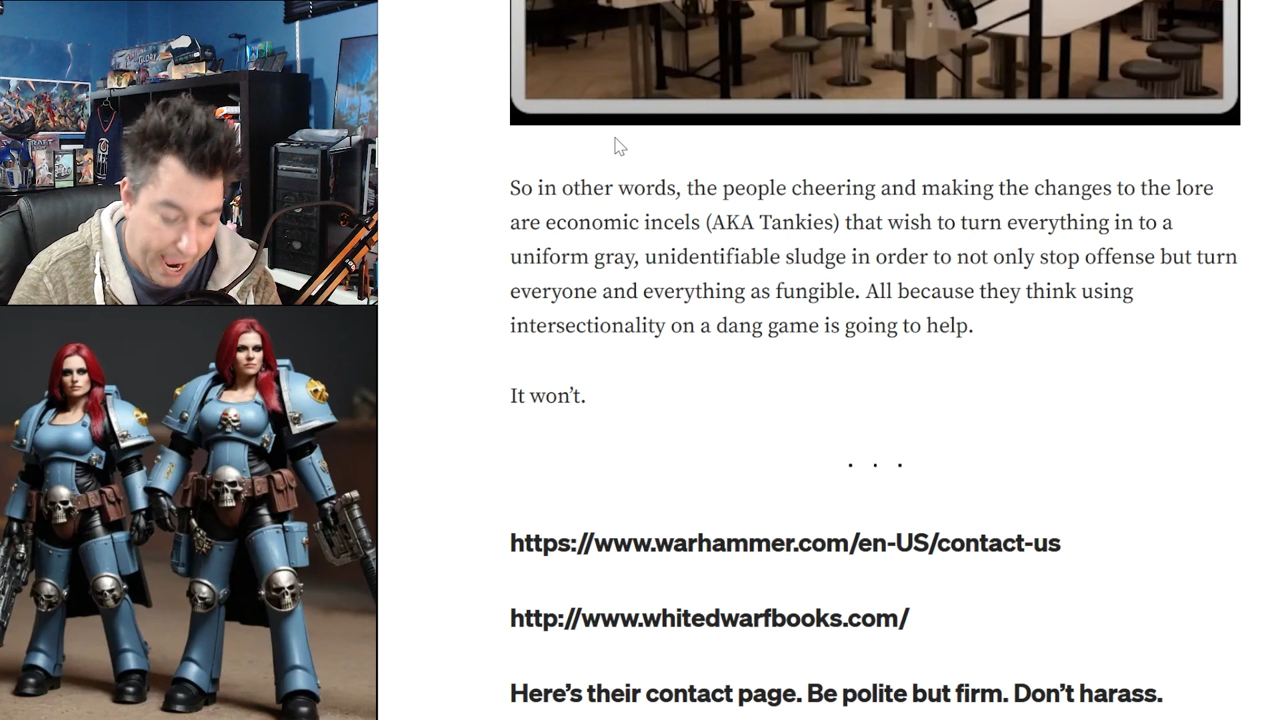 So in other words, the people cheering and making the changes to the lore
are economic incels (AKA Tankies) that wish to turn everything in to a
uniform gray, unidentifiable sludge in order to not only stop offense but turn
everyone and everything as fungible. All because they think using
intersectionality on a dang game is going to help.
It won’t.
. . .
https://www.warhammer.com/en-US/contact-us
http://www.whitedwarfbooks.com/
Here’s their contact page. Be polite but firm. Don’t harass.